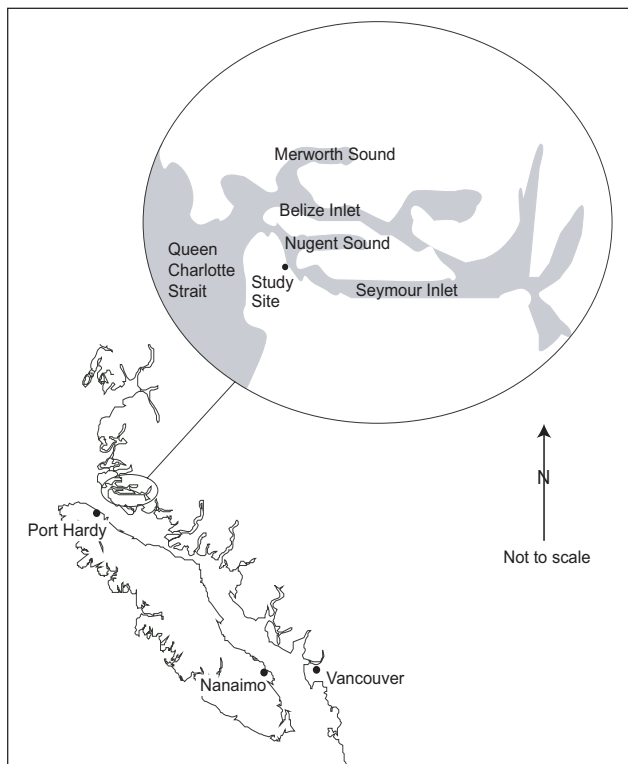 Merworth Sound
Belize Inlet
Nugent Sound
Queen
Charlotte
Strait
Study
Site
Seymour Inlet
N
Not to scale
Port Hardy
Nanaimo
Vancouver